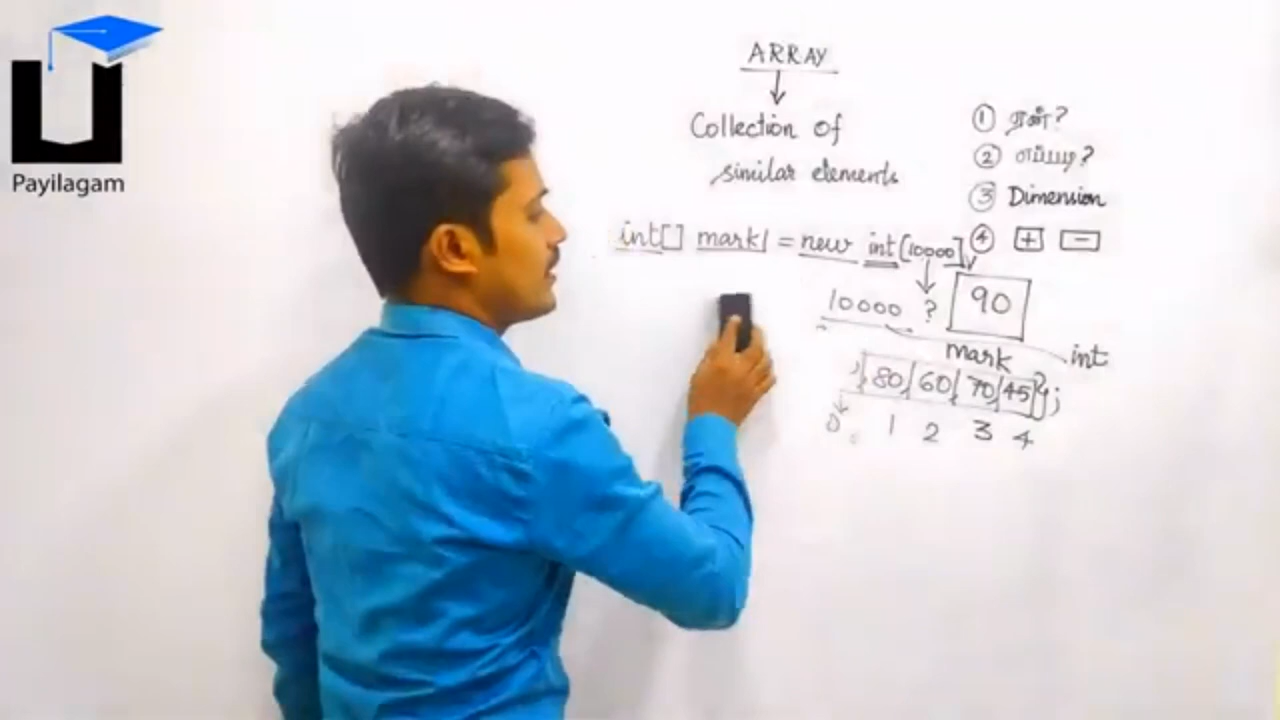 Payilagam
ARRAY
Collection of
similar elements
① ஏன்?
② எப்படி?
③ Dimension
④ + -
int[] mark1 = new int[10000]
10000 ?
90
mark
int
80 60 70 45};
0 1 2 3 4